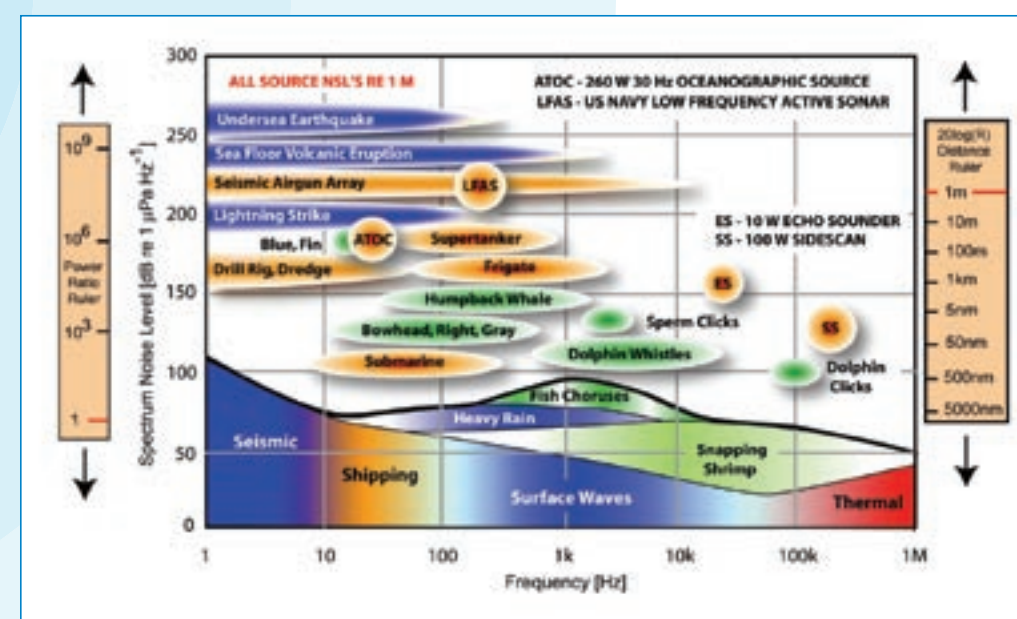 300
250
200
150
100
50
0
Spectrum Noise Level [dB re 1 µPa Hz⁻¹]
10⁹
10⁶
Power
Ratio
Ruler
10³
1
ALL SOURCE NSL'S RE 1 M
ATOC - 260 W 30 Hz OCEANOGRAPHIC SOURCE
LFAS - US NAVY LOW FREQUENCY ACTIVE SONAR
Undersea Earthquake
Sea Floor Volcanic Eruption
Seismic Airgun Array
LFAS
Lightning Strike
ES - 10 W ECHO SOUNDER
SS - 100 W SIDESCAN
Blue, Fin
ATOC
Supertanker
Drill Rig, Dredge
Frigate
ES
Humpback Whale
Sperm Clicks
Bowhead, Right, Gray
SS
Submarine
Dolphin Whistles
Dolphin
Clicks
Fish Choruses
Heavy Rain
Seismic
Shipping
Snapping
Shrimp
Surface Waves
Thermal
1
10
100
1k
10k
100k
1M
Frequency [Hz]
20log(R)
Distance
Ruler
1m
10m
100m
1km
5nm
50nm
500nm
5000nm